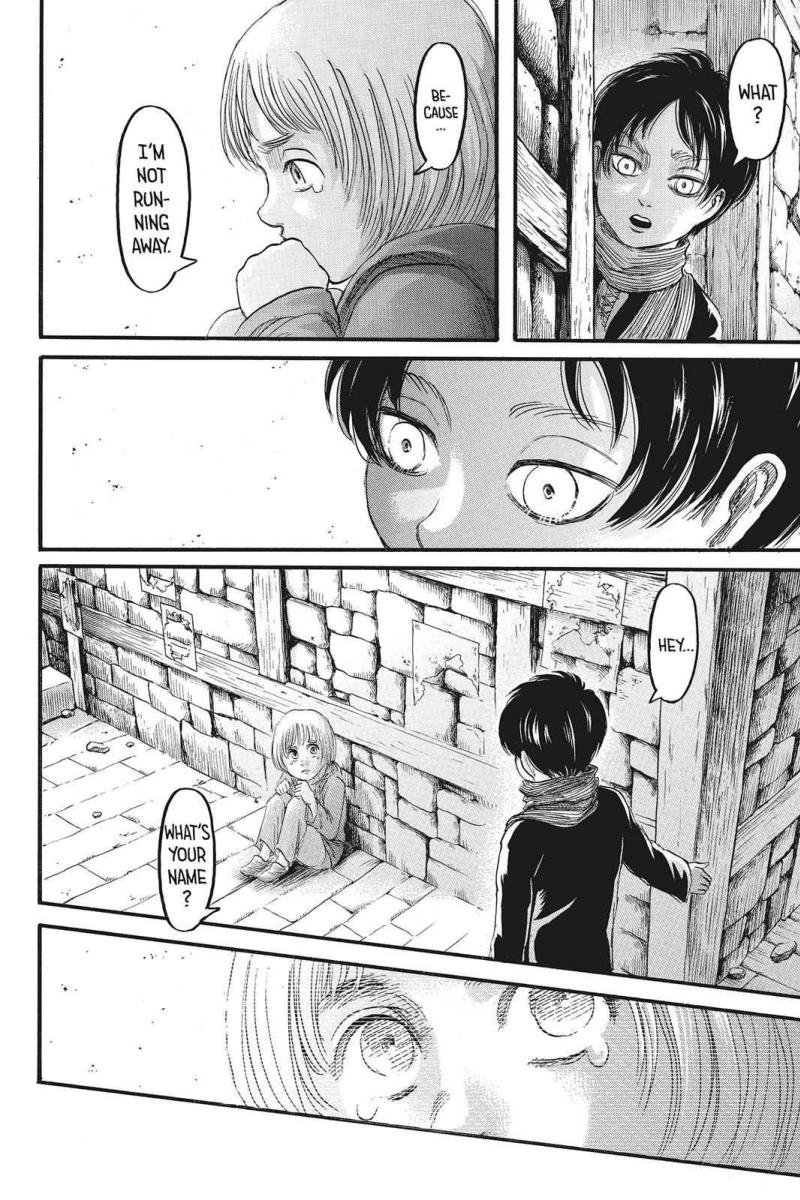 WHAT
?
BE-
CAUSE
...
I'M
NOT
RUN-
NING
AWAY.
HEY...
WHAT'S
YOUR
NAME
?